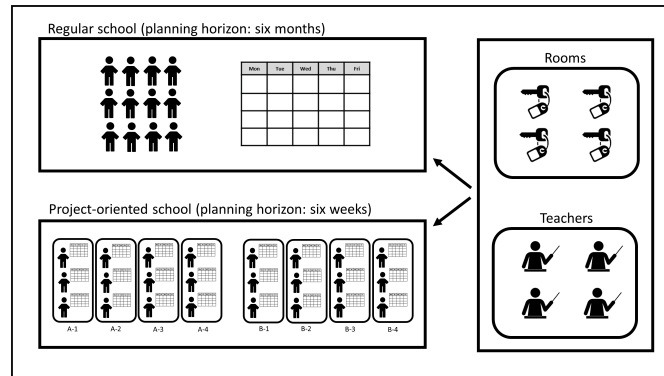 Regular school (planning horizon: six months)
Mon Tue Wed Thu Fri
Project-oriented school (planning horizon: six weeks)
A-1 A-2 A-3 A-4 B-1 B-2 B-3 B-4
Rooms
Teachers